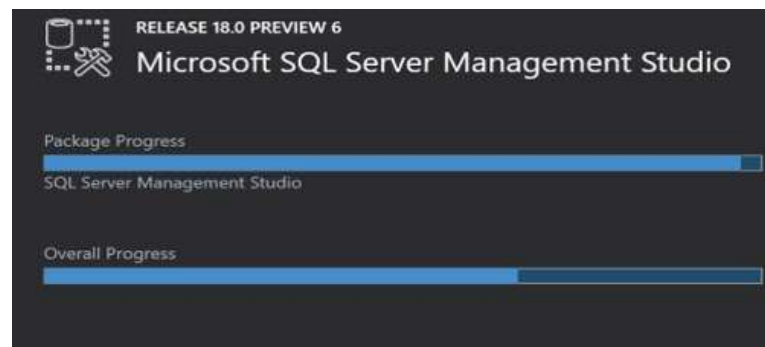 RELEASE 18.0 PREVIEW 6
Microsoft SQL Server Management Studio
Package Progress
SQL Server Management Studio
Overall Progress